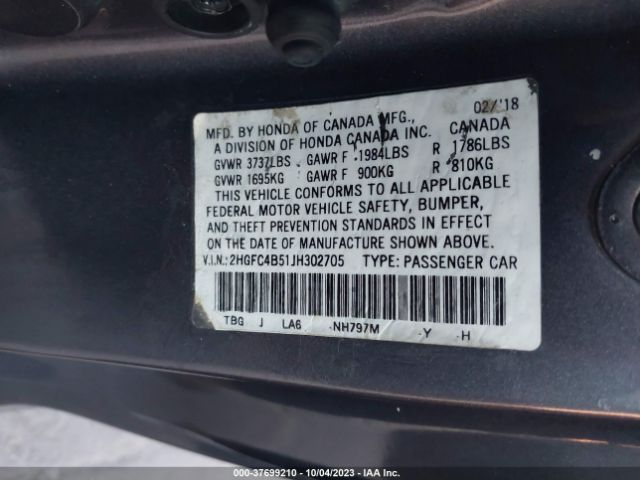 02/'18
MFD. BY HONDA OF CANADA MFG., CANADA
A DIVISION OF HONDA CANADA INC.
GVWR 3737LBS GAWR F 1984LBS R 1786LBS
GVWR 1695KG GAWR F 900KG R 810KG
THIS VEHICLE CONFORMS TO ALL APPLICABLE
FEDERAL MOTOR VEHICLE SAFETY, BUMPER,
AND THEFT PREVENTION STANDARDS IN EFFECT
ON THE DATE OF MANUFACTURE SHOWN ABOVE.
V.I.N.:2HGFC4B51JH302705 TYPE: PASSENGER CAR
TBG J LA6 -NH797M -Y -H
000-37699210 - 10/04/2023 - IAA Inc.